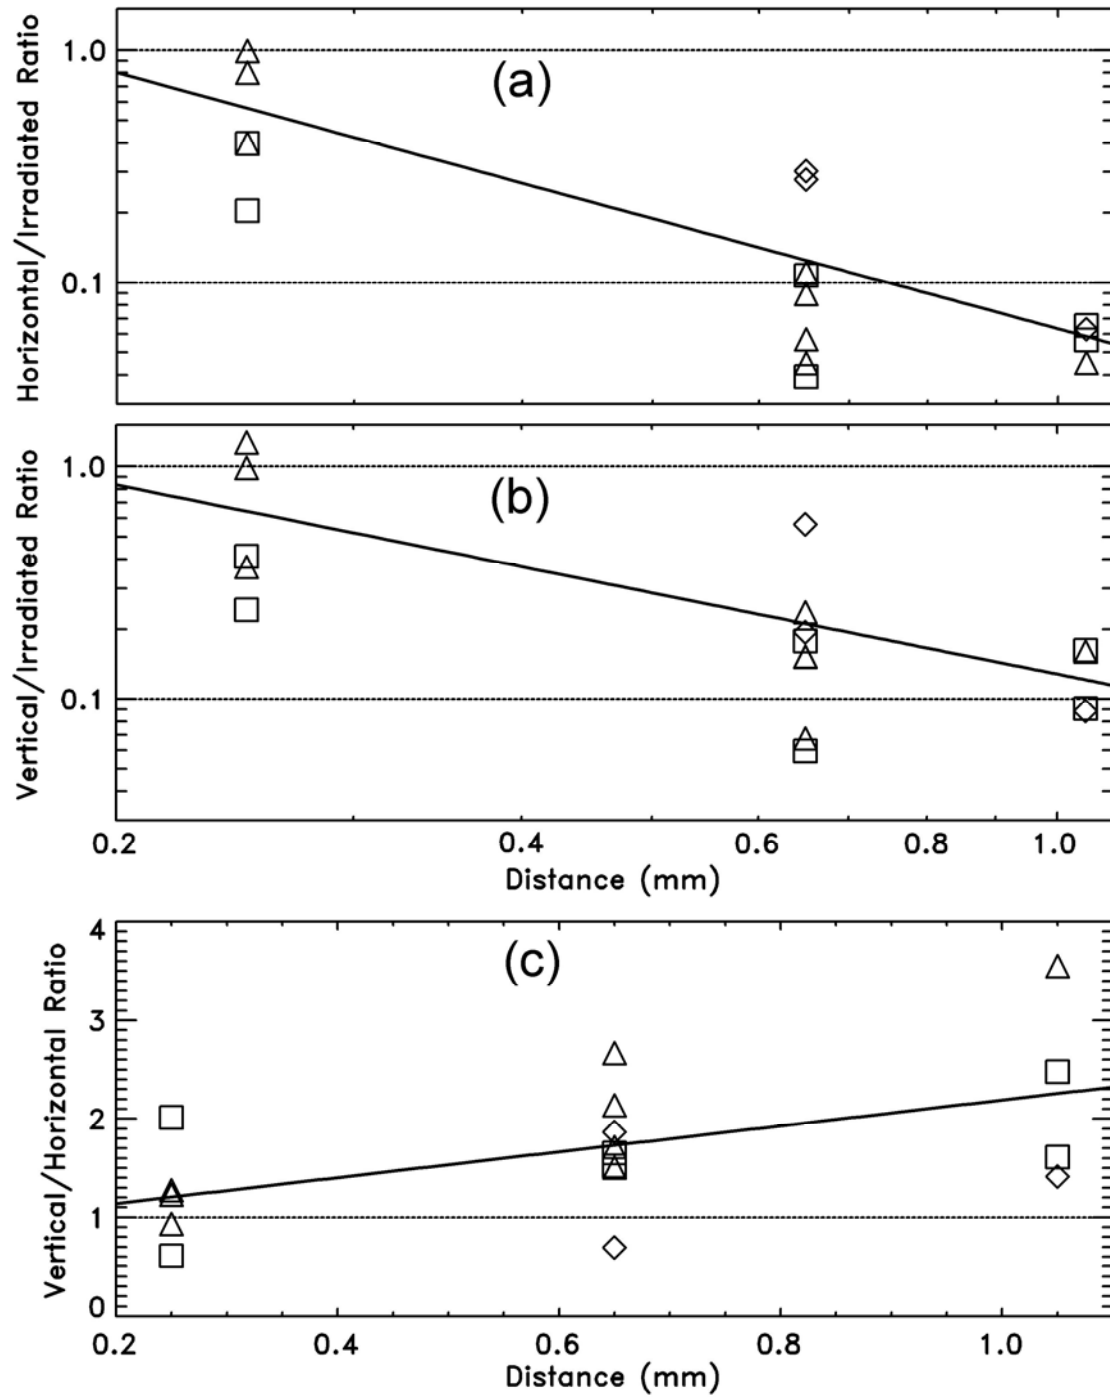 Horizontal/Irradiated Ratio
1.0
0.1
(a)
Vertical/Irradiated Ratio
1.0
0.1
(b)
0.2 0.4 0.6 0.8 1.0
Distance (mm)
Vertical/Horizontal Ratio
4
3
2
1
0
(c)
0.2 0.4 0.6 0.8 1.0
Distance (mm)